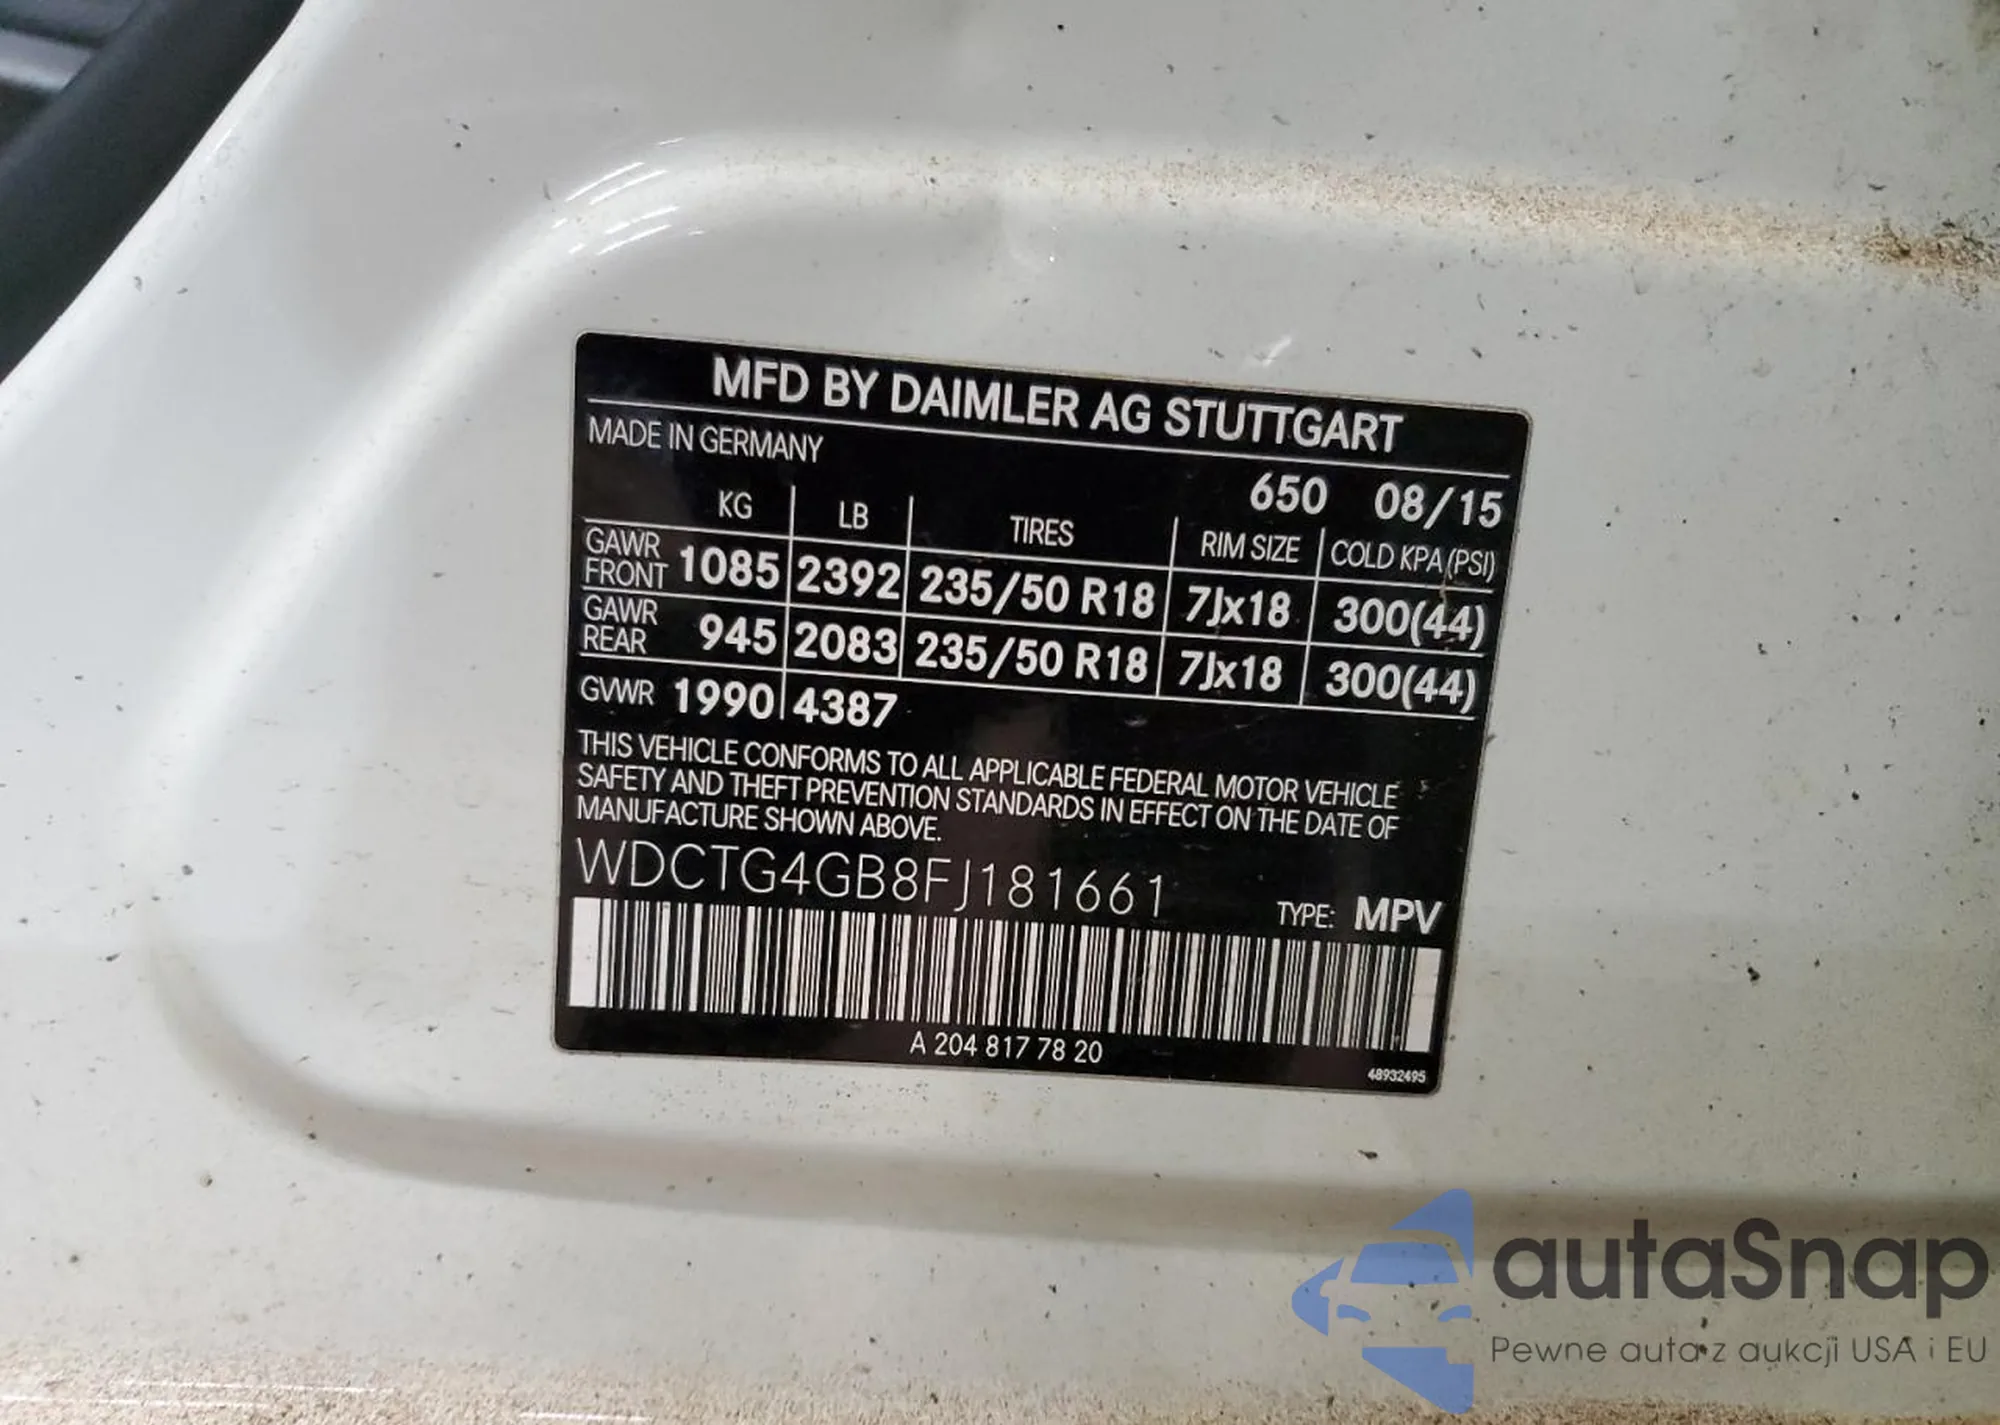 MFD BY DAIMLER AG STUTTGART
MADE IN GERMANY
650 08/15
KG LB TIRES RIM SIZE COLD KPA (PSI)
GAWR FRONT 1085 2392 235/50 R18 7Jx18 300(44)
GAWR REAR 945 2083 235/50 R18 7Jx18 300(44)
GVWR 1990 4387
THIS VEHICLE CONFORMS TO ALL APPLICABLE FEDERAL MOTOR VEHICLE
SAFETY AND THEFT PREVENTION STANDARDS IN EFFECT ON THE DATE OF
MANUFACTURE SHOWN ABOVE.
WDCTG4GB8FJ181661
TYPE: MPV
A 204 817 78 20
48932495
autaSnap
Pewne auta z aukcji USA i EU